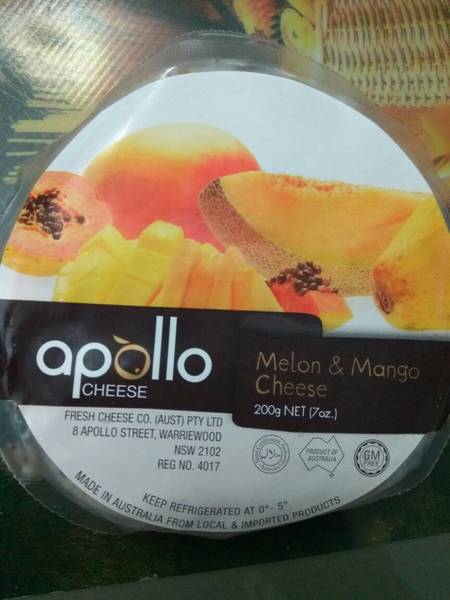 apollo
CHEESE
Melon & Mango
Cheese
200g NET (7oz.)
FRESH CHEESE CO. (AUST) PTY LTD
8 APOLLO STREET, WARRIEWOOD
NSW 2102
REG NO. 4017
حلال
PRODUCT OF
AUSTRALIA
GM
FREE
KEEP REFRIGERATED AT 0°- 5°
MADE IN AUSTRALIA FROM LOCAL & IMPORTED PRODUCTS